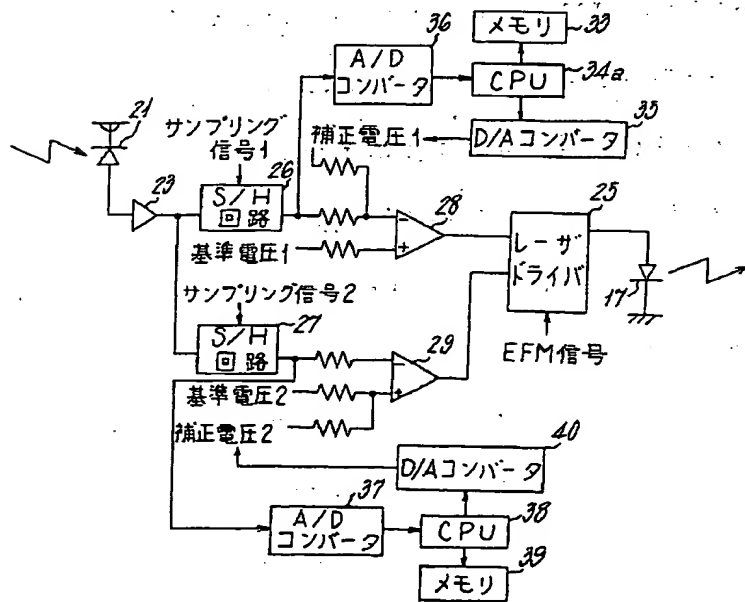 36
A/D
コンバータ
メモリ
33
CPU
34a
D/Aコンバータ
35
補正電圧1
21
サンプリング
信号1
26
23
S/H
回路
基準電圧1
28
25
レーザ
ドライバ
17
EFM信号
サンプリング信号2
27
S/H
回路
29
基準電圧2
補正電圧2
40
D/Aコンバータ
37
A/D
コンバータ
38
CPU
39
メモリ